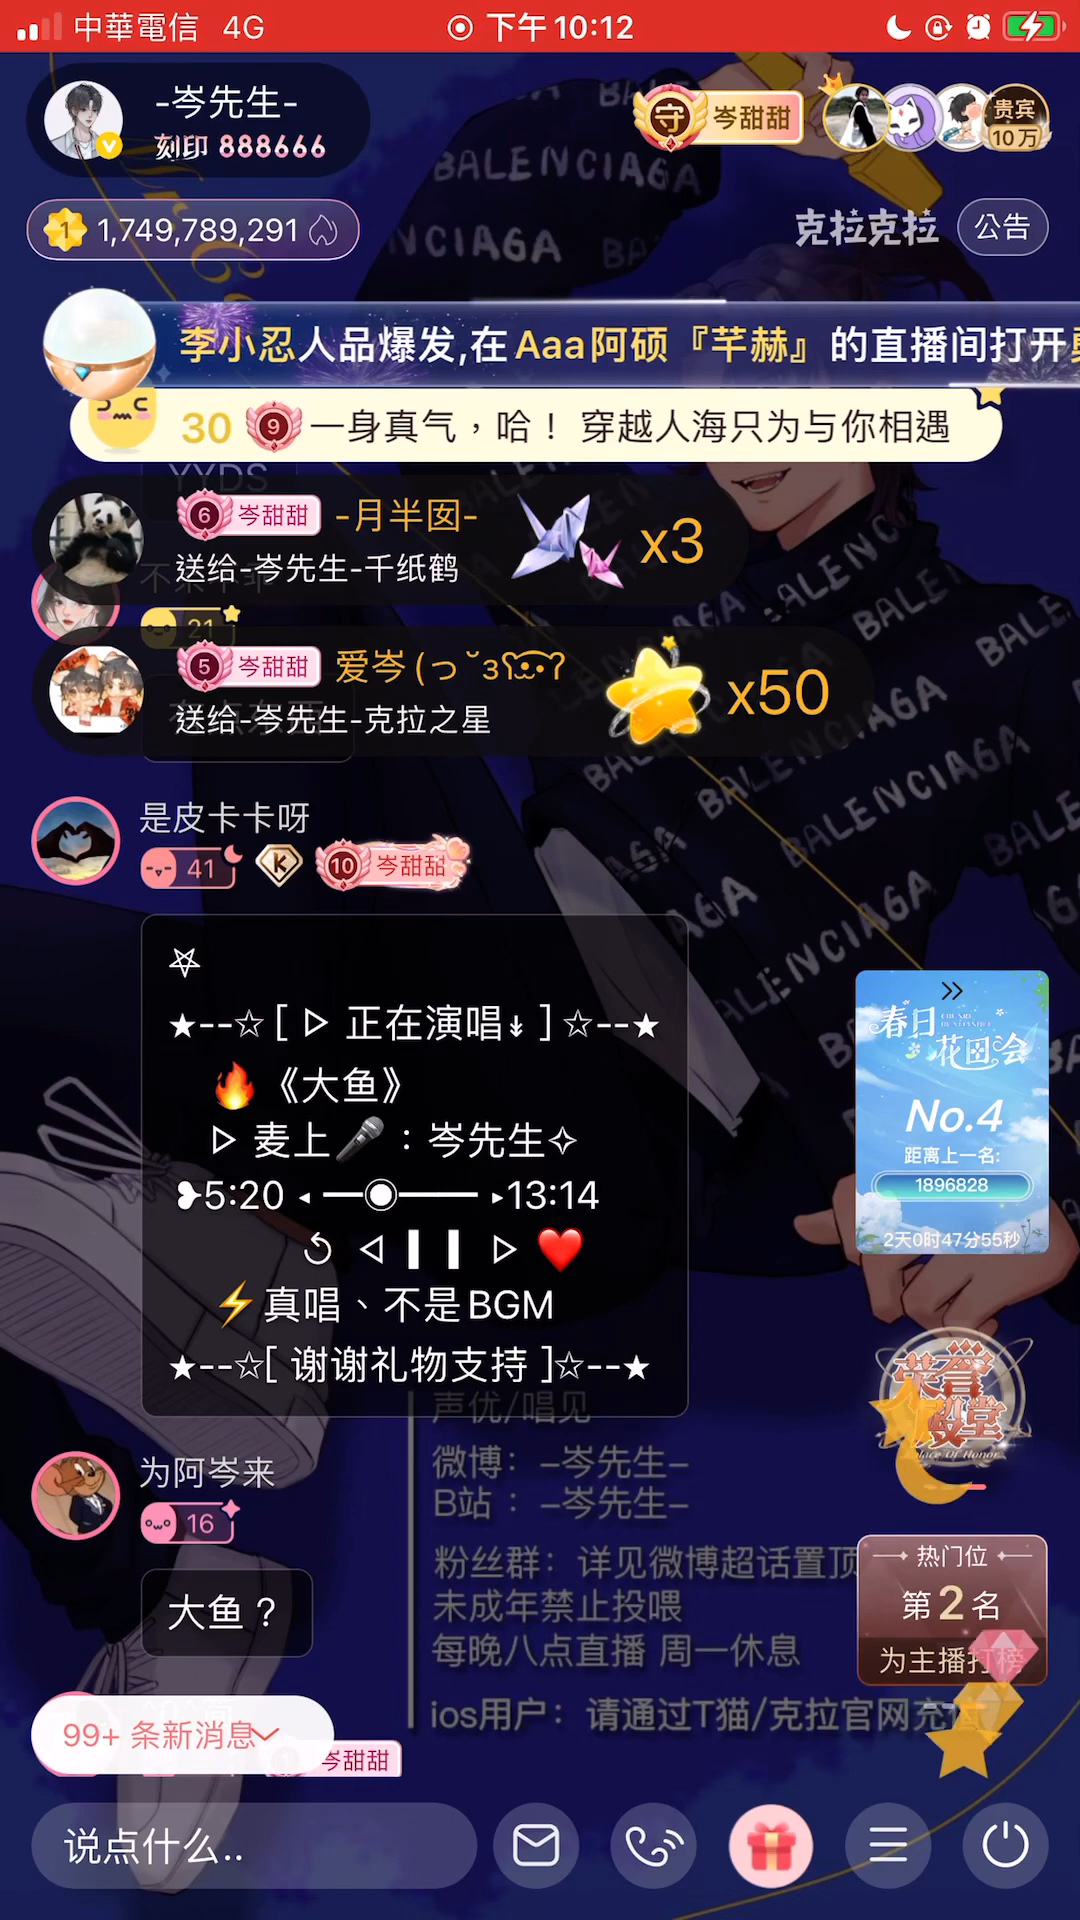 中華電信 4G
下午10:12
-岑先生-
刻印 888666
守 岑甜甜
贵宾
10万
1 1,749,789,291
克拉克拉
公告
李小忍人品爆发,在Aaa阿硕『芊赫』的直播间打开
30 9 一身真气，哈！ 穿越人海只为与你相遇
YYDS
6 岑甜甜 -月半囡-
送给-岑先生-千纸鹤
x3
21
5 岑甜甜 爱岑
送给-岑先生-克拉之星
x50
是皮卡卡呀
41 K 10 岑甜甜
⛧
★--☆[ ▷ 正在演唱↡ ]☆--★
🔥《大鱼》
▷ 麦上🎤：岑先生✧
❥5:20 ◂ ━━◉━━ ▸13:14
↺ ◁ ▌▌ ▷ ❤️
⚡真唱、不是BGM
★--☆[ 谢谢礼物支持 ]☆--★
春日
花团会
No.4
距离上一名:
1896828
2天0时47分55秒
荣誉
殿堂
声优/唱见
微博：-岑先生-
B站：-岑先生-
粉丝群：详见微博超话置顶
未成年禁止投喂
每晚八点直播 周一休息
ios用户：请通过T猫/克拉官网充值
为阿岑来
16
大鱼？
热门位
第2名
为主播打榜
99+ 条新消息
岑甜甜
说点什么..
BALENCIAGA
BALENCIAGA
BALENCIAGA
BALENCIAGA
BALENCIAGA